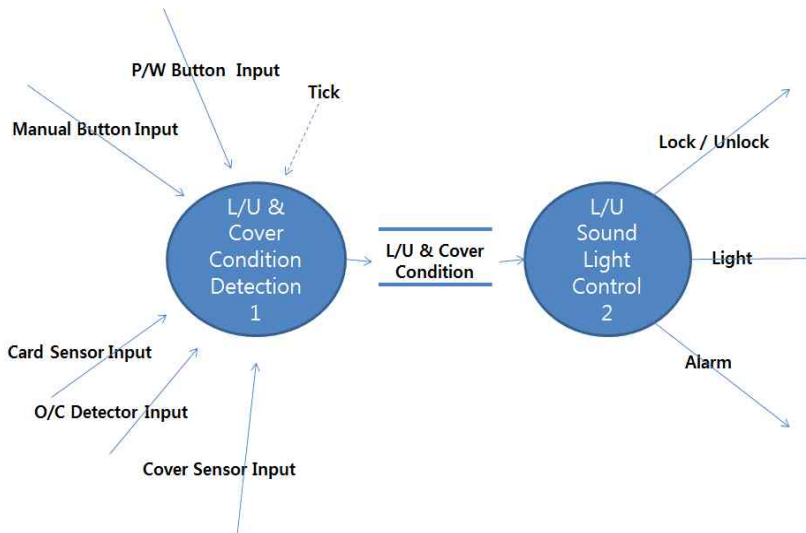 P/W Button Input
Tick
Manual Button Input
Lock / Unlock
L/U &
Cover
Condition
Detection
1
L/U & Cover
Condition
L/U
Sound
Light
Control
2
Light
Card Sensor Input
Alarm
O/C Detector Input
Cover Sensor Input